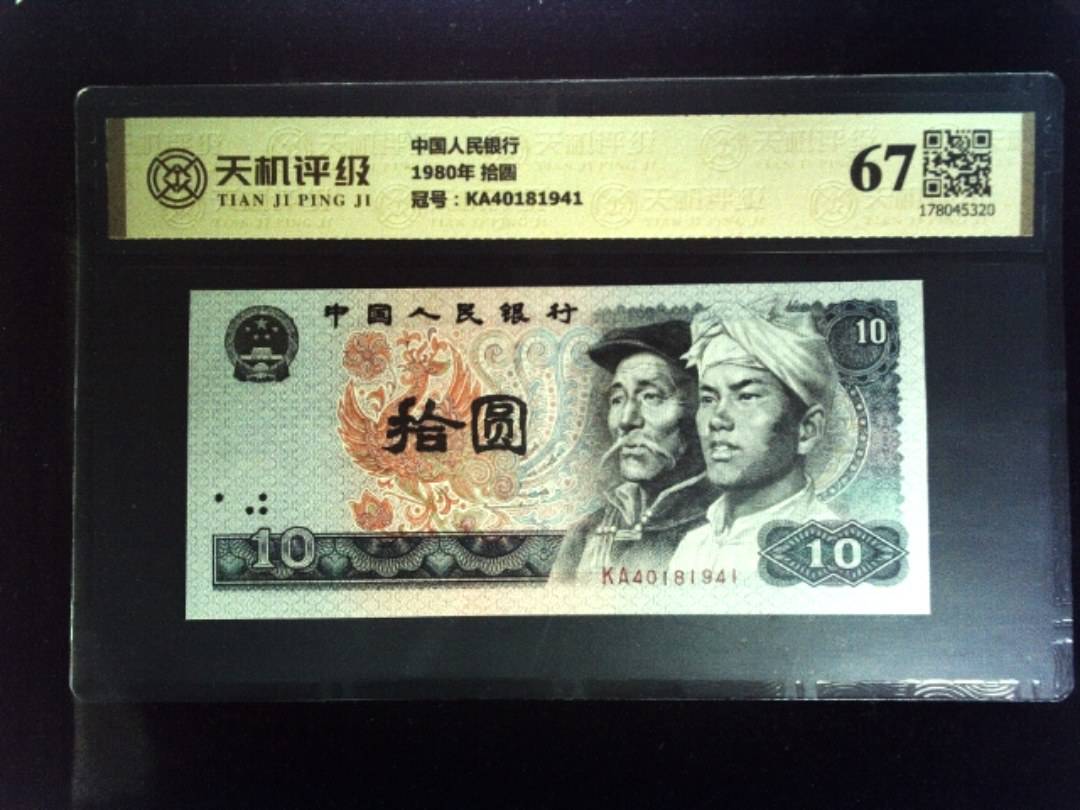 天机评级
TIAN JI PING JI
中国人民银行
1980年 拾圆
冠号：KA40181941
67
178045320
中国人民银行
10
拾圆
10
KA40181941
10